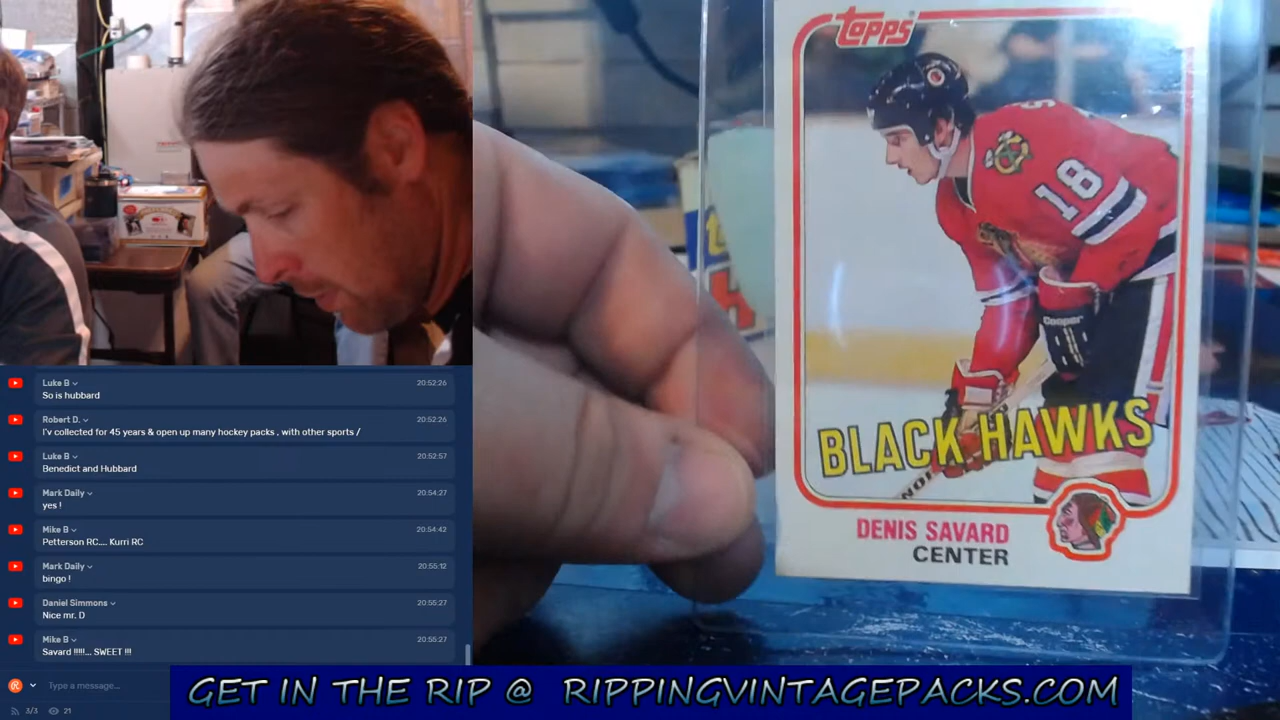 Luke B
20:52:26
So is hubbard
Robert D.
20:52:26
I'v collected for 45 years & open up many hockey packs , with other sports /
Luke B
20:52:57
Benedict and Hubbard
Mark Daily
20:54:27
yes !
Mike B
20:54:42
Petterson RC.... Kurri RC
Mark Daily
20:55:12
bingo !
Daniel Simmons
20:55:27
Nice mr. D
Mike B
20:55:27
Savard !!!!!... SWEET !!!
Type a message...
3/3
21
topps
18
Cooper
BLACK HAWKS
DENIS SAVARD
CENTER
GET IN THE RIP @ RIPPINGVINTAGEPACKS.COM